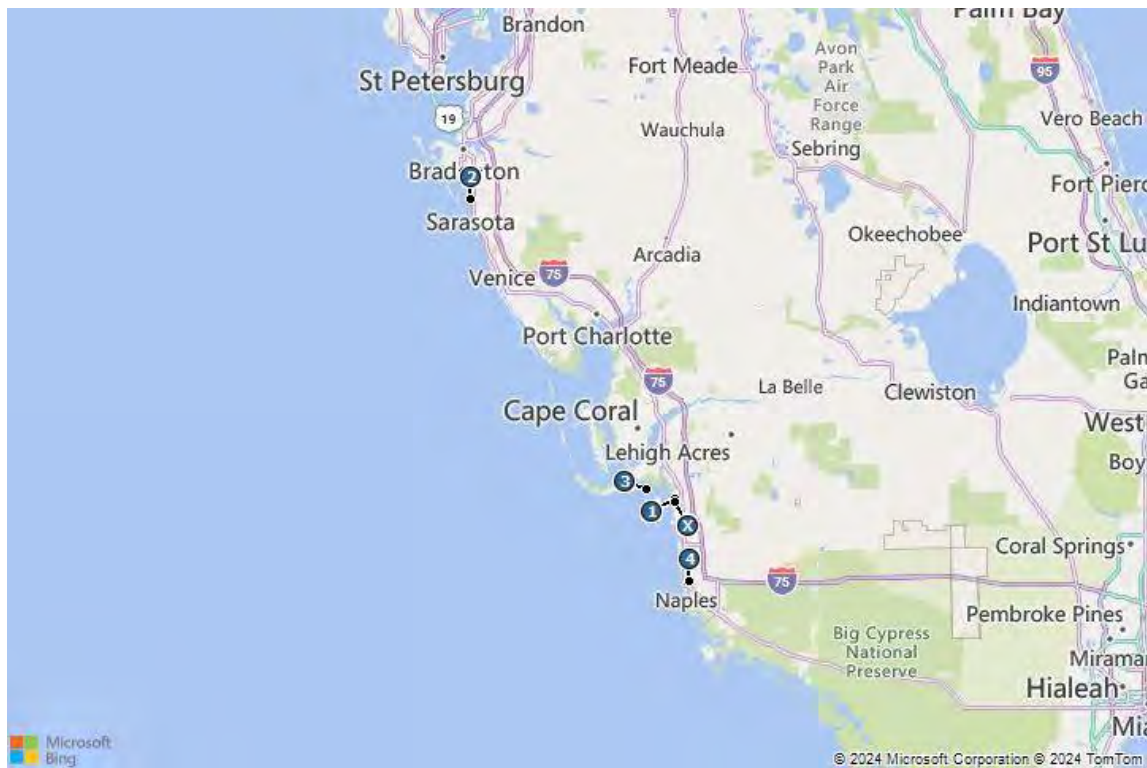 Palm Bay
Brandon
Avon
Park
Air
Force
Range
Fort Meade
95
St Petersburg
19
Vero Beach
Wauchula
Sebring
Bradenton
2
Fort Pierc
Sarasota
Okeechobee
Port St Lu
Arcadia
Venice
75
Indiantown
Port Charlotte
Palm
Ga
75
La Belle
Clewiston
Cape Coral
West
Lehigh Acres
Boy
3
1
X
Coral Springs
4
75
Naples
Pembroke Pines
Big Cypress
National
Preserve
Miramar
Hialeah
Mia
Microsoft
Bing
© 2024 Microsoft Corporation © 2024 TomTom